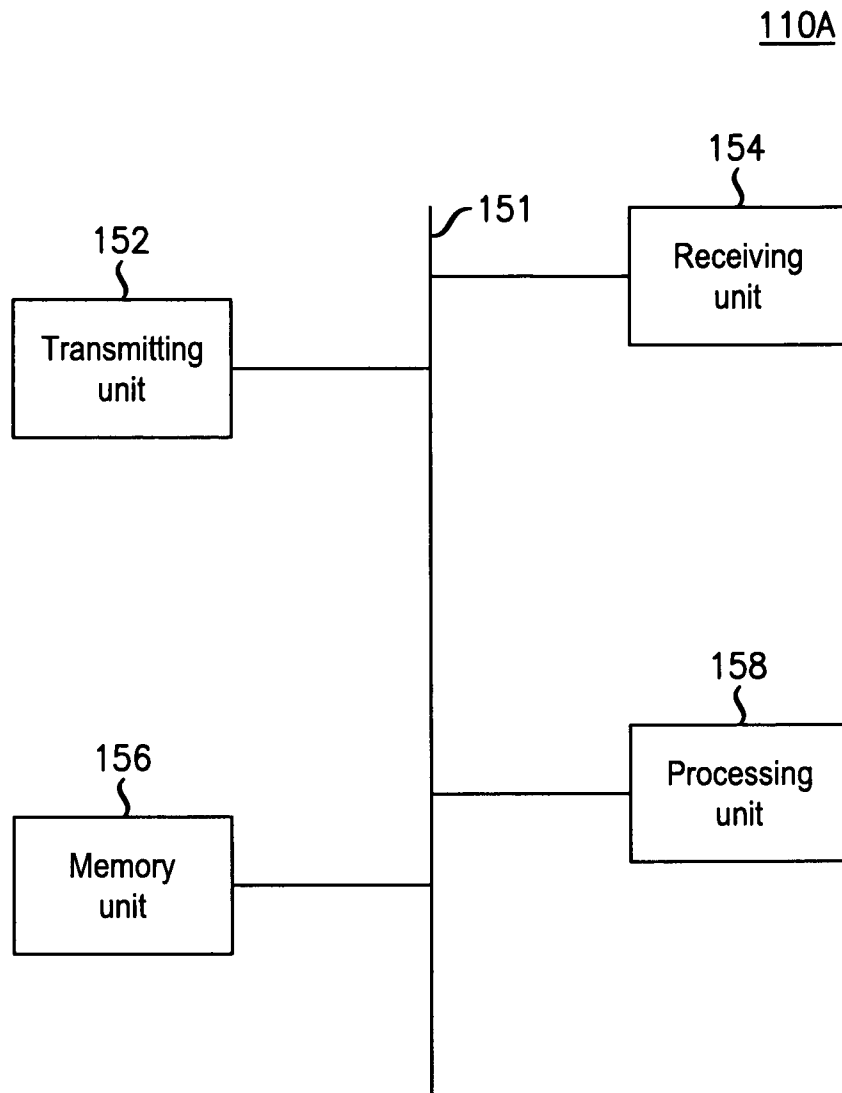 110A
154
151
Receiving
unit
152
Transmitting
unit
158
Processing
unit
156
Memory
unit